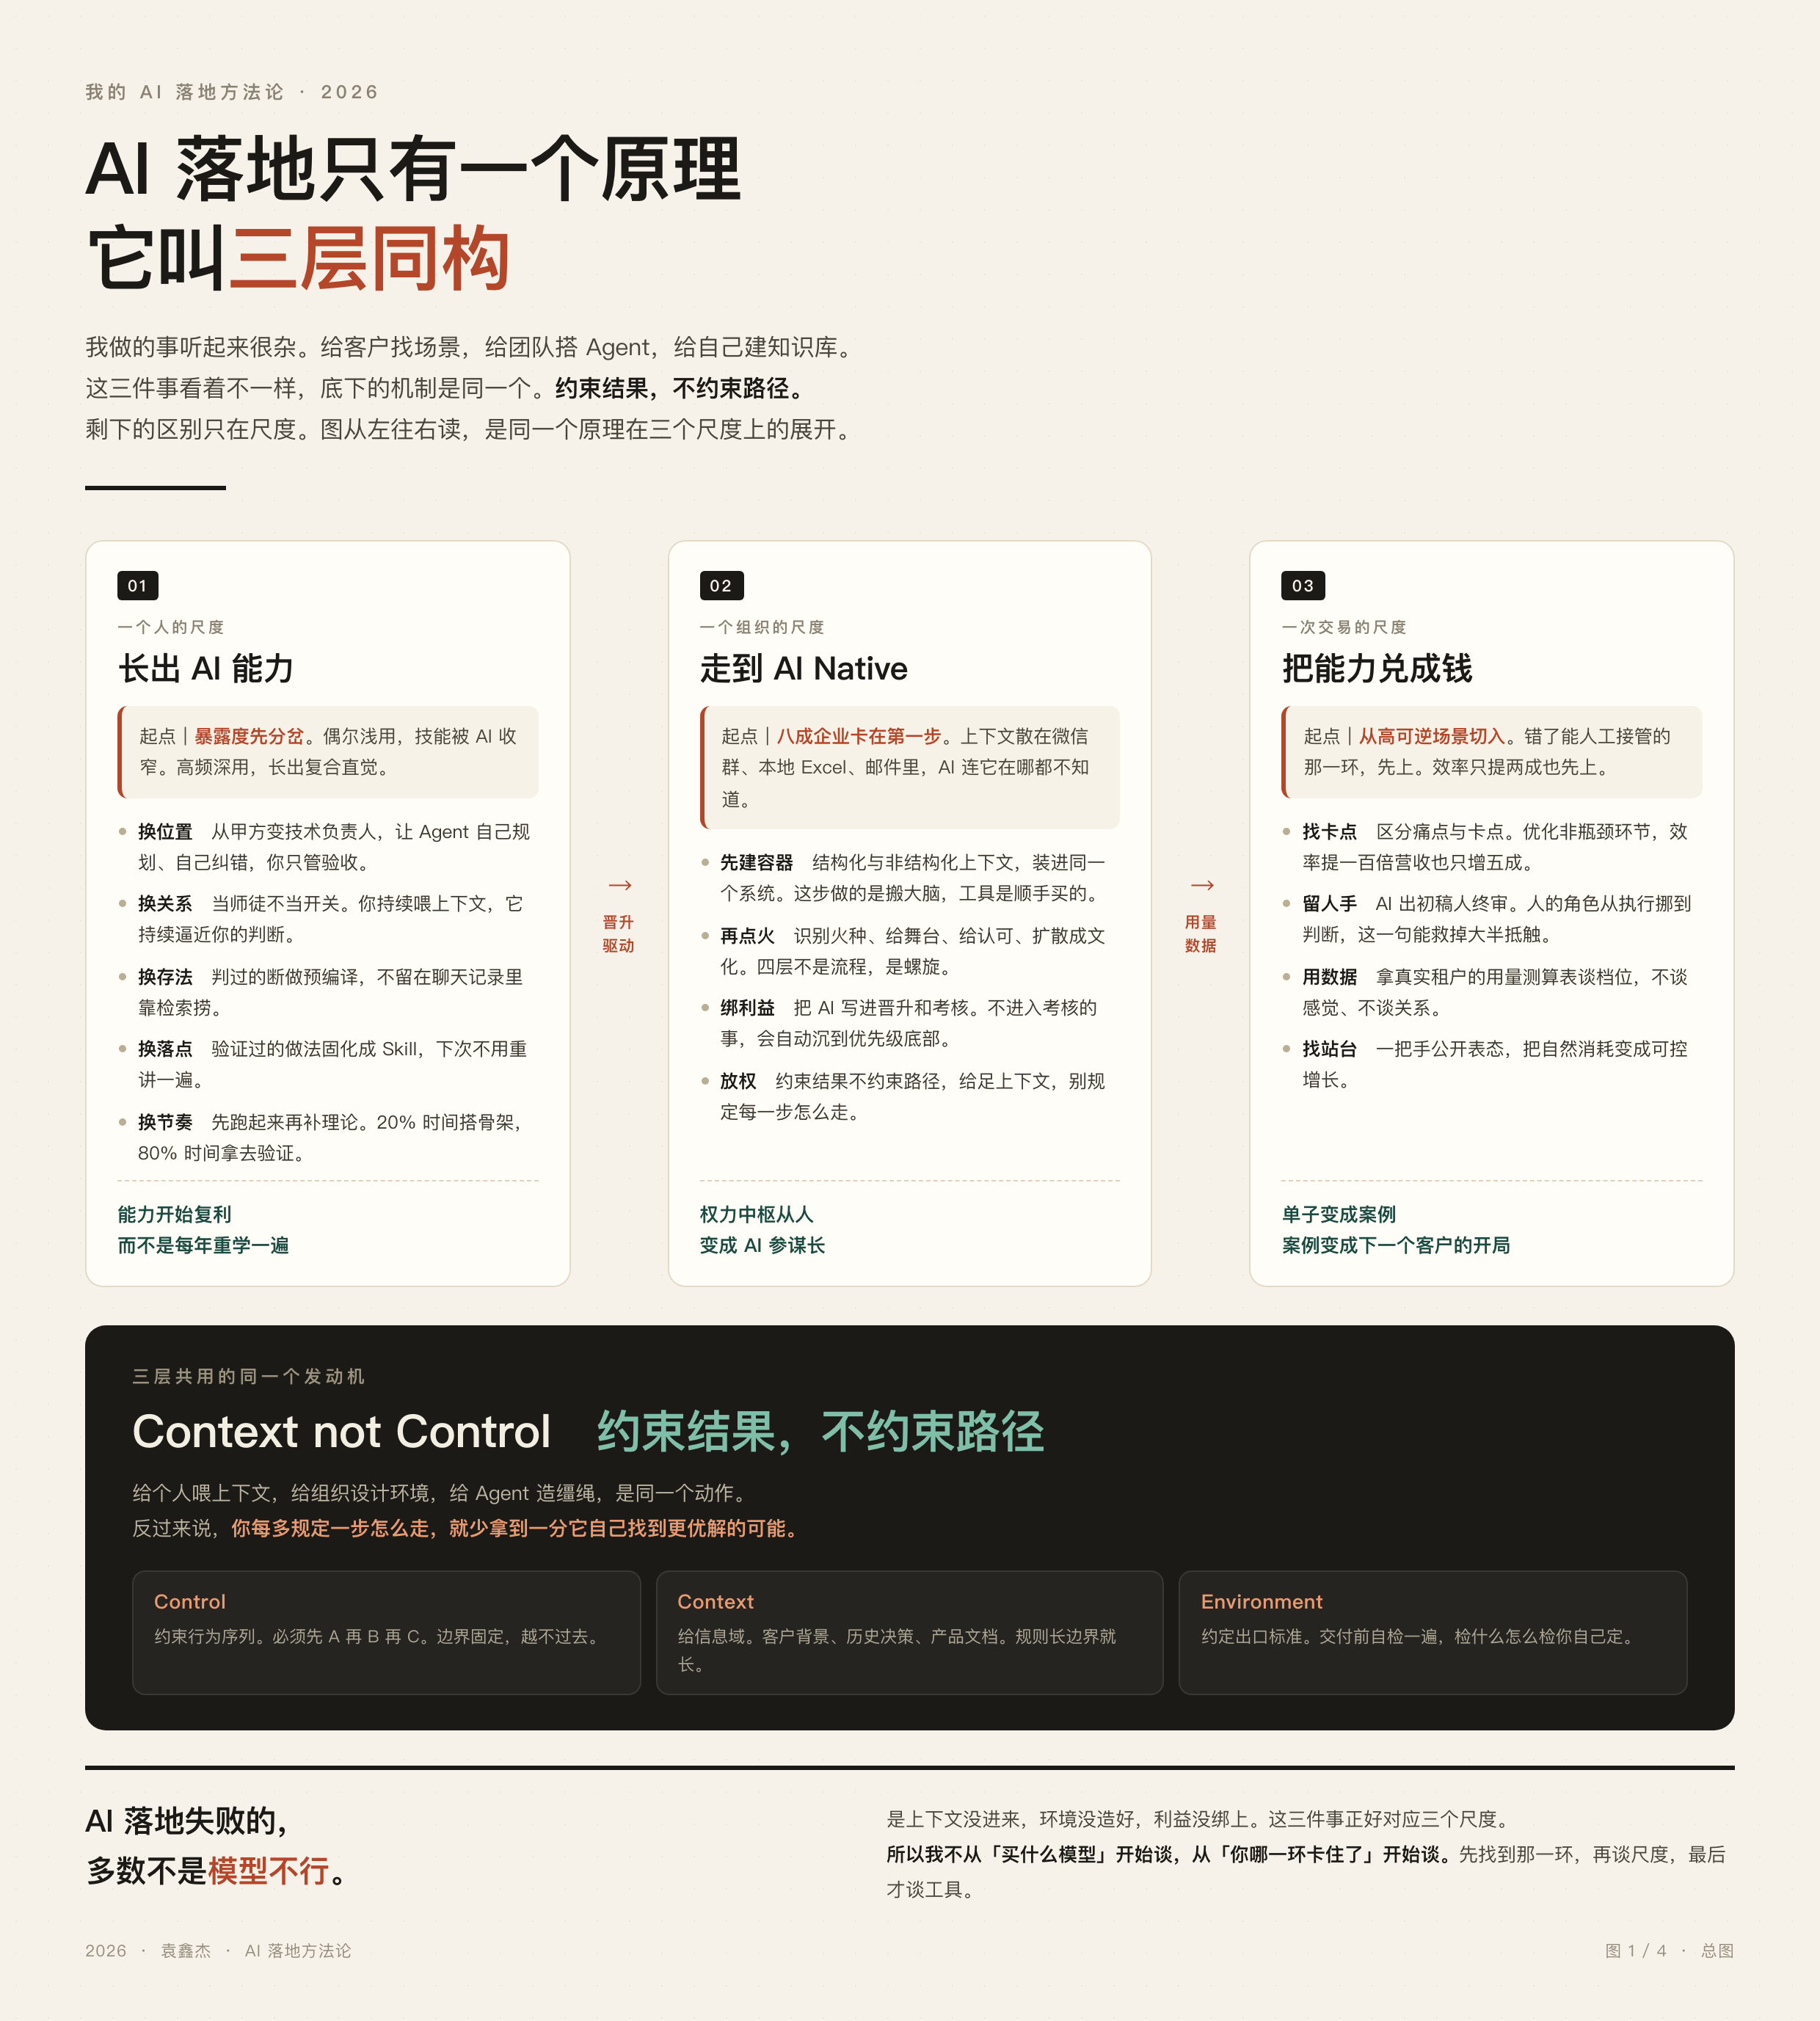 我的 AI 落地方法论 · 2026
AI 落地只有一个原理
它叫三层同构
我做的事听起来很杂。给客户找场景，给团队搭 Agent，给自己建知识库。
这三件事看着不一样，底下的机制是同一个。约束结果，不约束路径。
剩下的区别只在尺度。图从左往右读，是同一个原理在三个尺度上的展开。
01
一个人的尺度
长出 AI 能力
起点｜暴露度先分岔。偶尔浅用，技能被 AI 收
窄。高频深用，长出复合直觉。
换位置 从甲方变技术负责人，让 Agent 自己规
划、自己纠错，你只管验收。
换关系 当师徒不当开关。你持续喂上下文，它
持续逼近你的判断。
换存法 判过的断做预编译，不留在聊天记录里
靠检索捞。
换落点 验证过的做法固化成 Skill，下次不用重
讲一遍。
换节奏 先跑起来再补理论。20% 时间搭骨架，
80% 时间拿去验证。
能力开始复利
而不是每年重学一遍
→
晋升
驱动
02
一个组织的尺度
走到 AI Native
起点｜八成企业卡在第一步。上下文散在微信
群、本地 Excel、邮件里，AI 连它在哪都不知
道。
先建容器 结构化与非结构化上下文，装进同一
个系统。这步做的是搬大脑，工具是顺手买的。
再点火 识别火种、给舞台、给认可、扩散成文
化。四层不是流程，是螺旋。
绑利益 把 AI 写进晋升和考核。不进入考核的
事，会自动沉到优先级底部。
放权 约束结果不约束路径，给足上下文，别规
定每一步怎么走。
权力中枢从人
变成 AI 参谋长
→
用量
数据
03
一次交易的尺度
把能力兑成钱
起点｜从高可逆场景切入。错了能人工接管的
那一环，先上。效率只提两成也先上。
找卡点 区分痛点与卡点。优化非瓶颈环节，效
率提一百倍营收也只增五成。
留人手 AI 出初稿人终审。人的角色从执行挪到
判断，这一句能救掉大半抵触。
用数据 拿真实租户的用量测算表谈档位，不谈
感觉、不谈关系。
找站台 一把手公开表态，把自然消耗变成可控
增长。
单子变成案例
案例变成下一个客户的开局
三层共用的同一个发动机
Context not Control 约束结果，不约束路径
给个人喂上下文，给组织设计环境，给 Agent 造缰绳，是同一个动作。
反过来说，你每多规定一步怎么走，就少拿到一分它自己找到更优解的可能。
Control
约束行为序列。必须先 A 再 B 再 C。边界固定，越不过去。
Context
给信息域。客户背景、历史决策、产品文档。规则长边界就
长。
Environment
约定出口标准。交付前自检一遍，检什么怎么检你自己定。
AI 落地失败的，
多数不是模型不行。
是上下文没进来，环境没造好，利益没绑上。这三件事正好对应三个尺度。
所以我不从「买什么模型」开始谈，从「你哪一环卡住了」开始谈。先找到那一环，再谈尺度，最后
才谈工具。
2026 · 袁鑫杰 · AI 落地方法论
图 1 / 4 · 总图